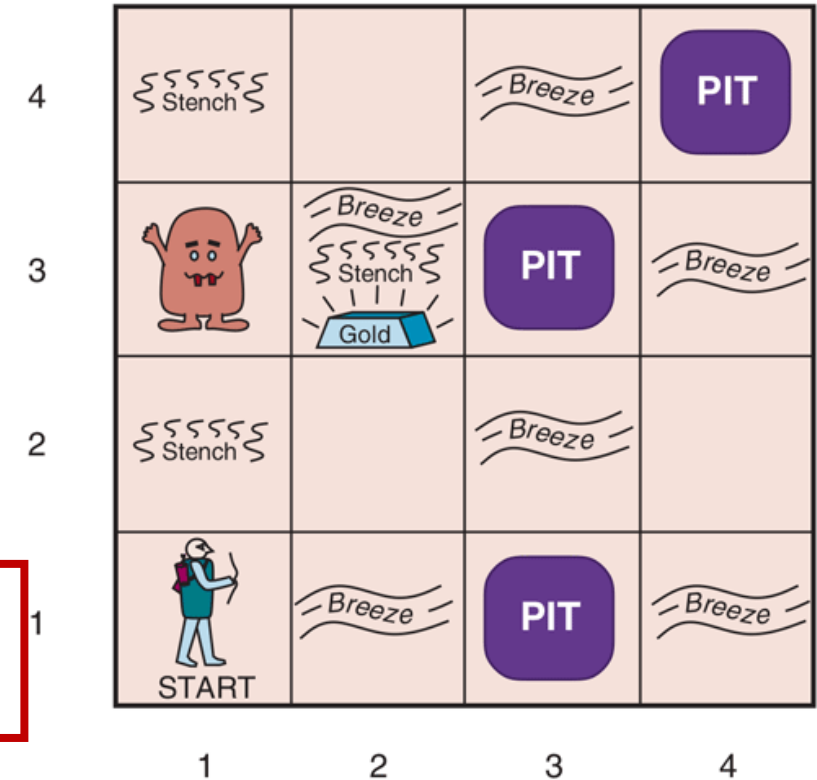 4
Stench
Breeze
PIT
3
Breeze
Stench
Gold
PIT
Breeze
2
Stench
Breeze
1
START
Breeze
PIT
Breeze
1 2 3 4